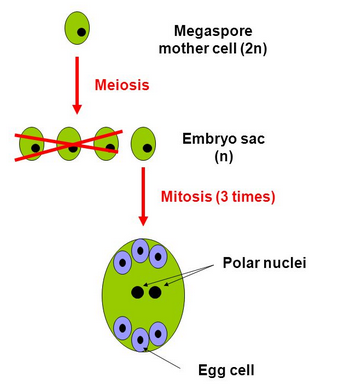 Megaspore
mother cell (2n)
Meiosis
Embryo sac
(n)
Mitosis (3 times)
Polar nuclei
Egg cell